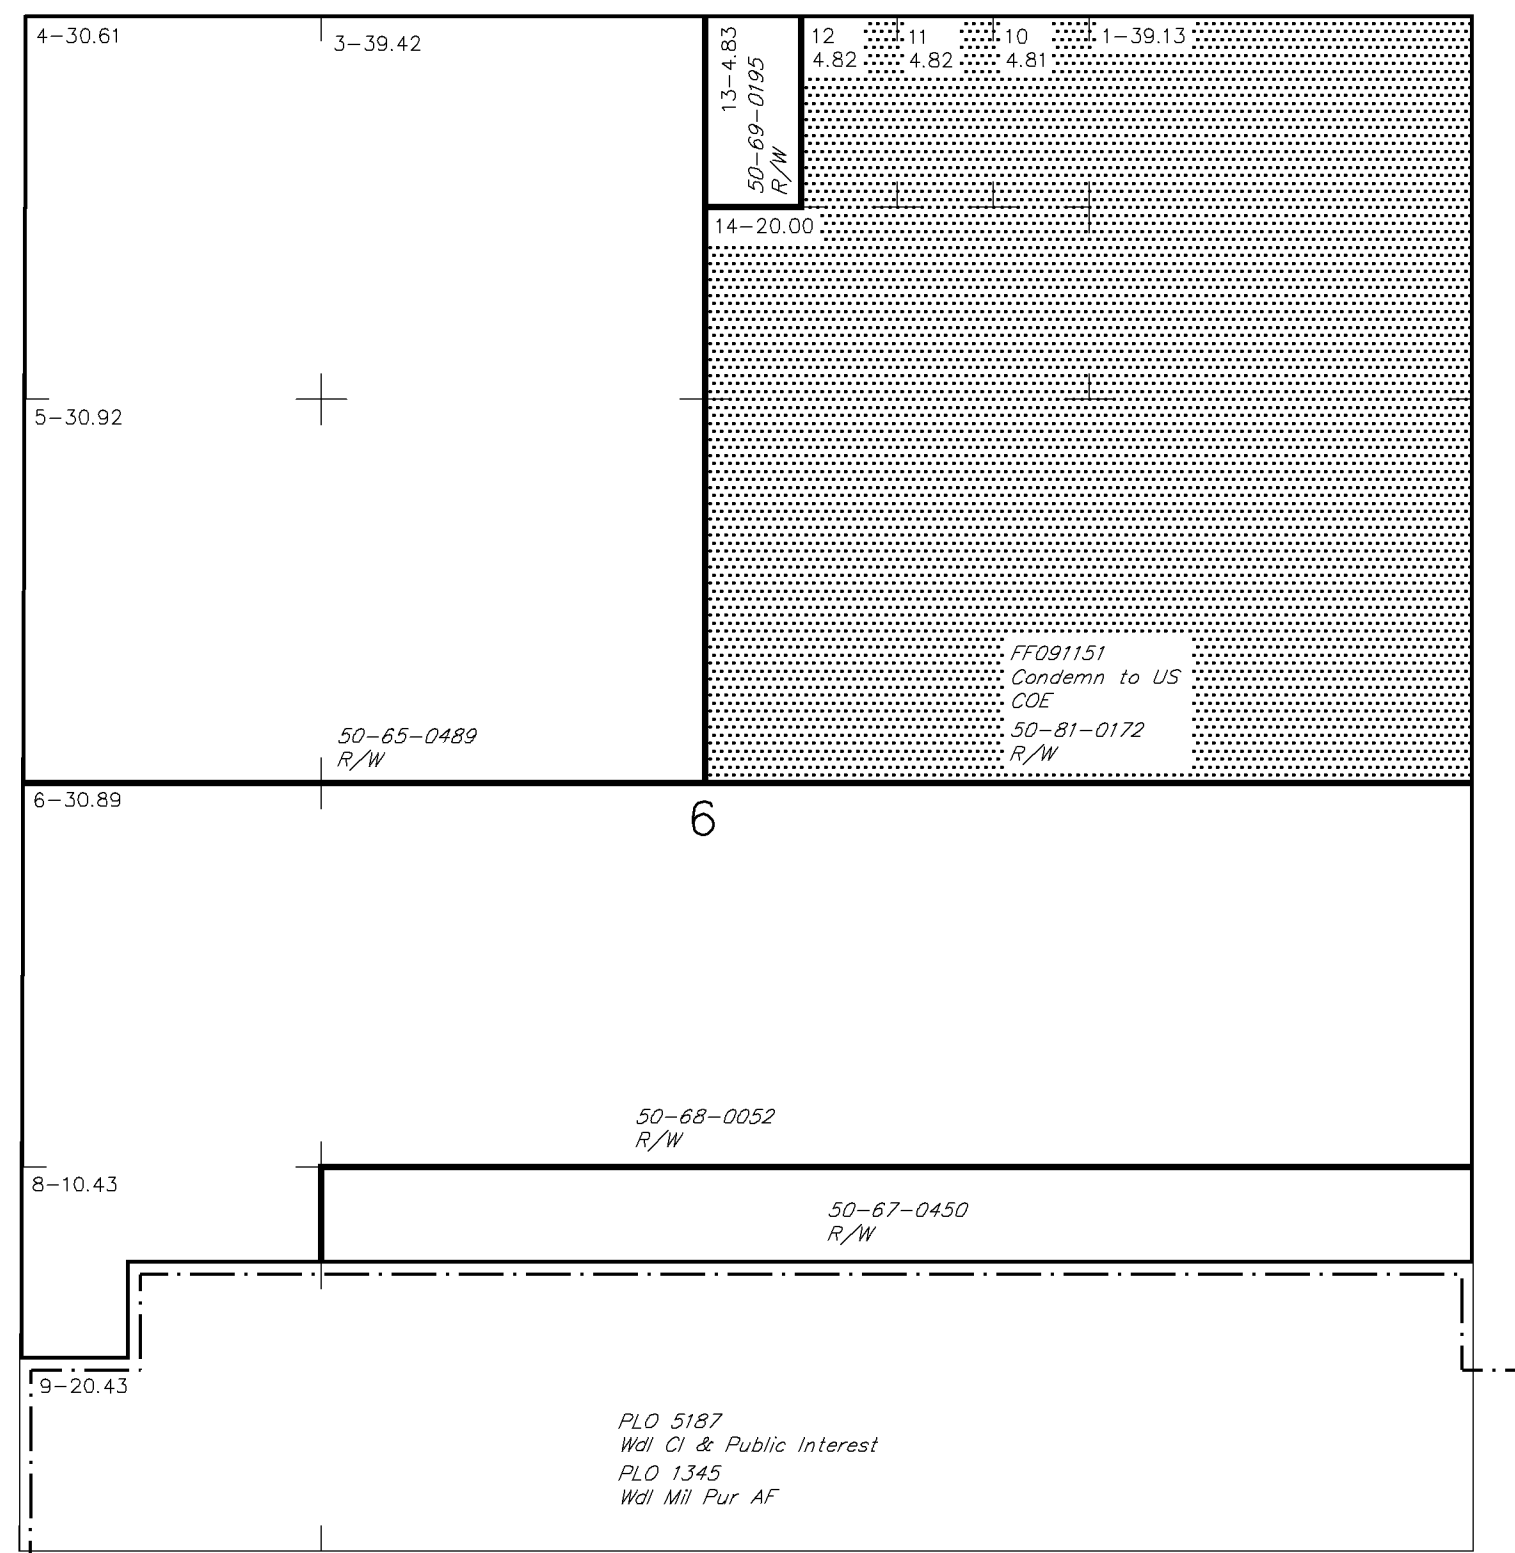 4-30.61
3-39.42
13-4.83
50-69-0195
R/W
12
4.82
11
4.82
10
4.81
1-39.13
14-20.00
5-30.92
FF091151
Condemn to US
COE
50-81-0172
R/W
50-65-0489
R/W
6-30.89
6
50-68-0052
R/W
8-10.43
50-67-0450
R/W
9-20.43
PLO 5187
Wdl Cl & Public Interest
PLO 1345
Wdl Mil Pur AF